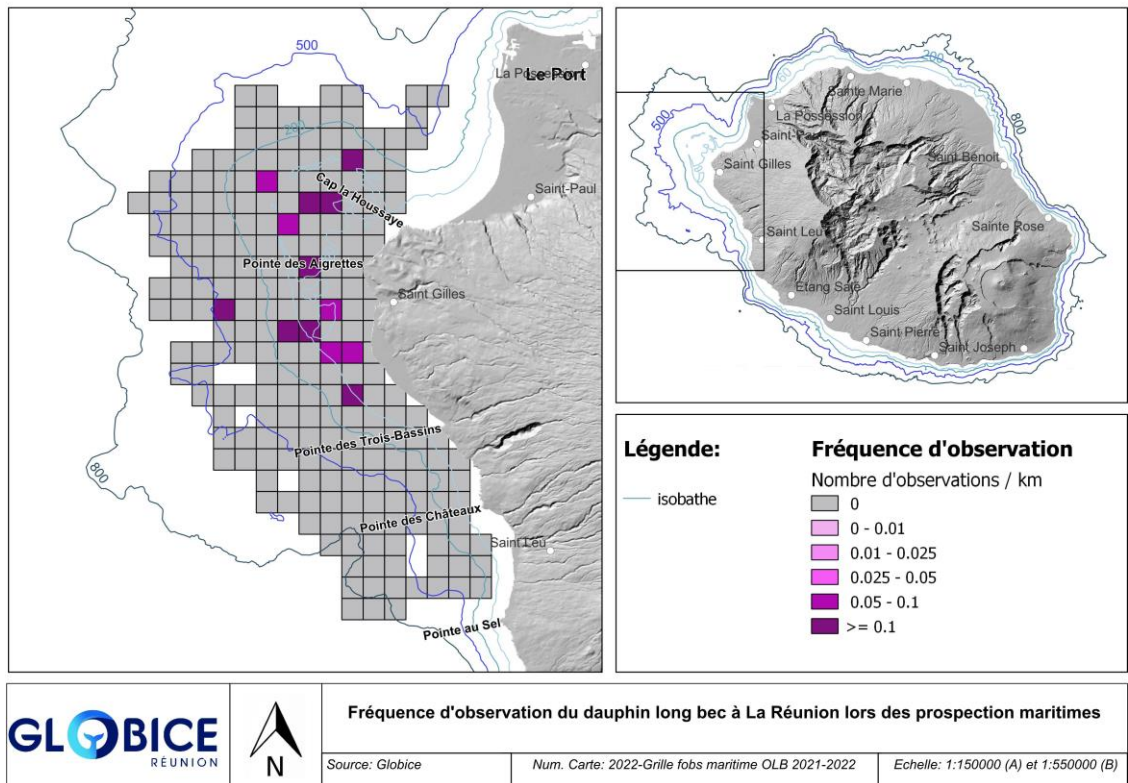 500
La Possession
Le Port
200
Cap la Houssaye
Saint-Paul
Pointe des Aigrettes
Saint Gilles
Pointe des Trois-Bassins
800
Pointe des Châteaux
Saint Leu
Pointe au Sel
200
Sainte Marie
800
500
La Possession
Saint-Paul
Saint Gilles
Saint Benoit
Sainte Rose
Saint Leu
Etang Salé
Saint Louis
Saint Pierre
Saint Joseph
Légende:
isobathe
Fréquence d'observation
Nombre d'observations / km
0
0 - 0.01
0.01 - 0.025
0.025 - 0.05
0.05 - 0.1
>= 0.1
GLOBICE
RÉUNION
N
Fréquence d'observation du dauphin long bec à La Réunion lors des prospection maritimes
Source: Globice
Num. Carte: 2022-Grille fobs maritime OLB 2021-2022
Echelle: 1:150000 (A) et 1:550000 (B)